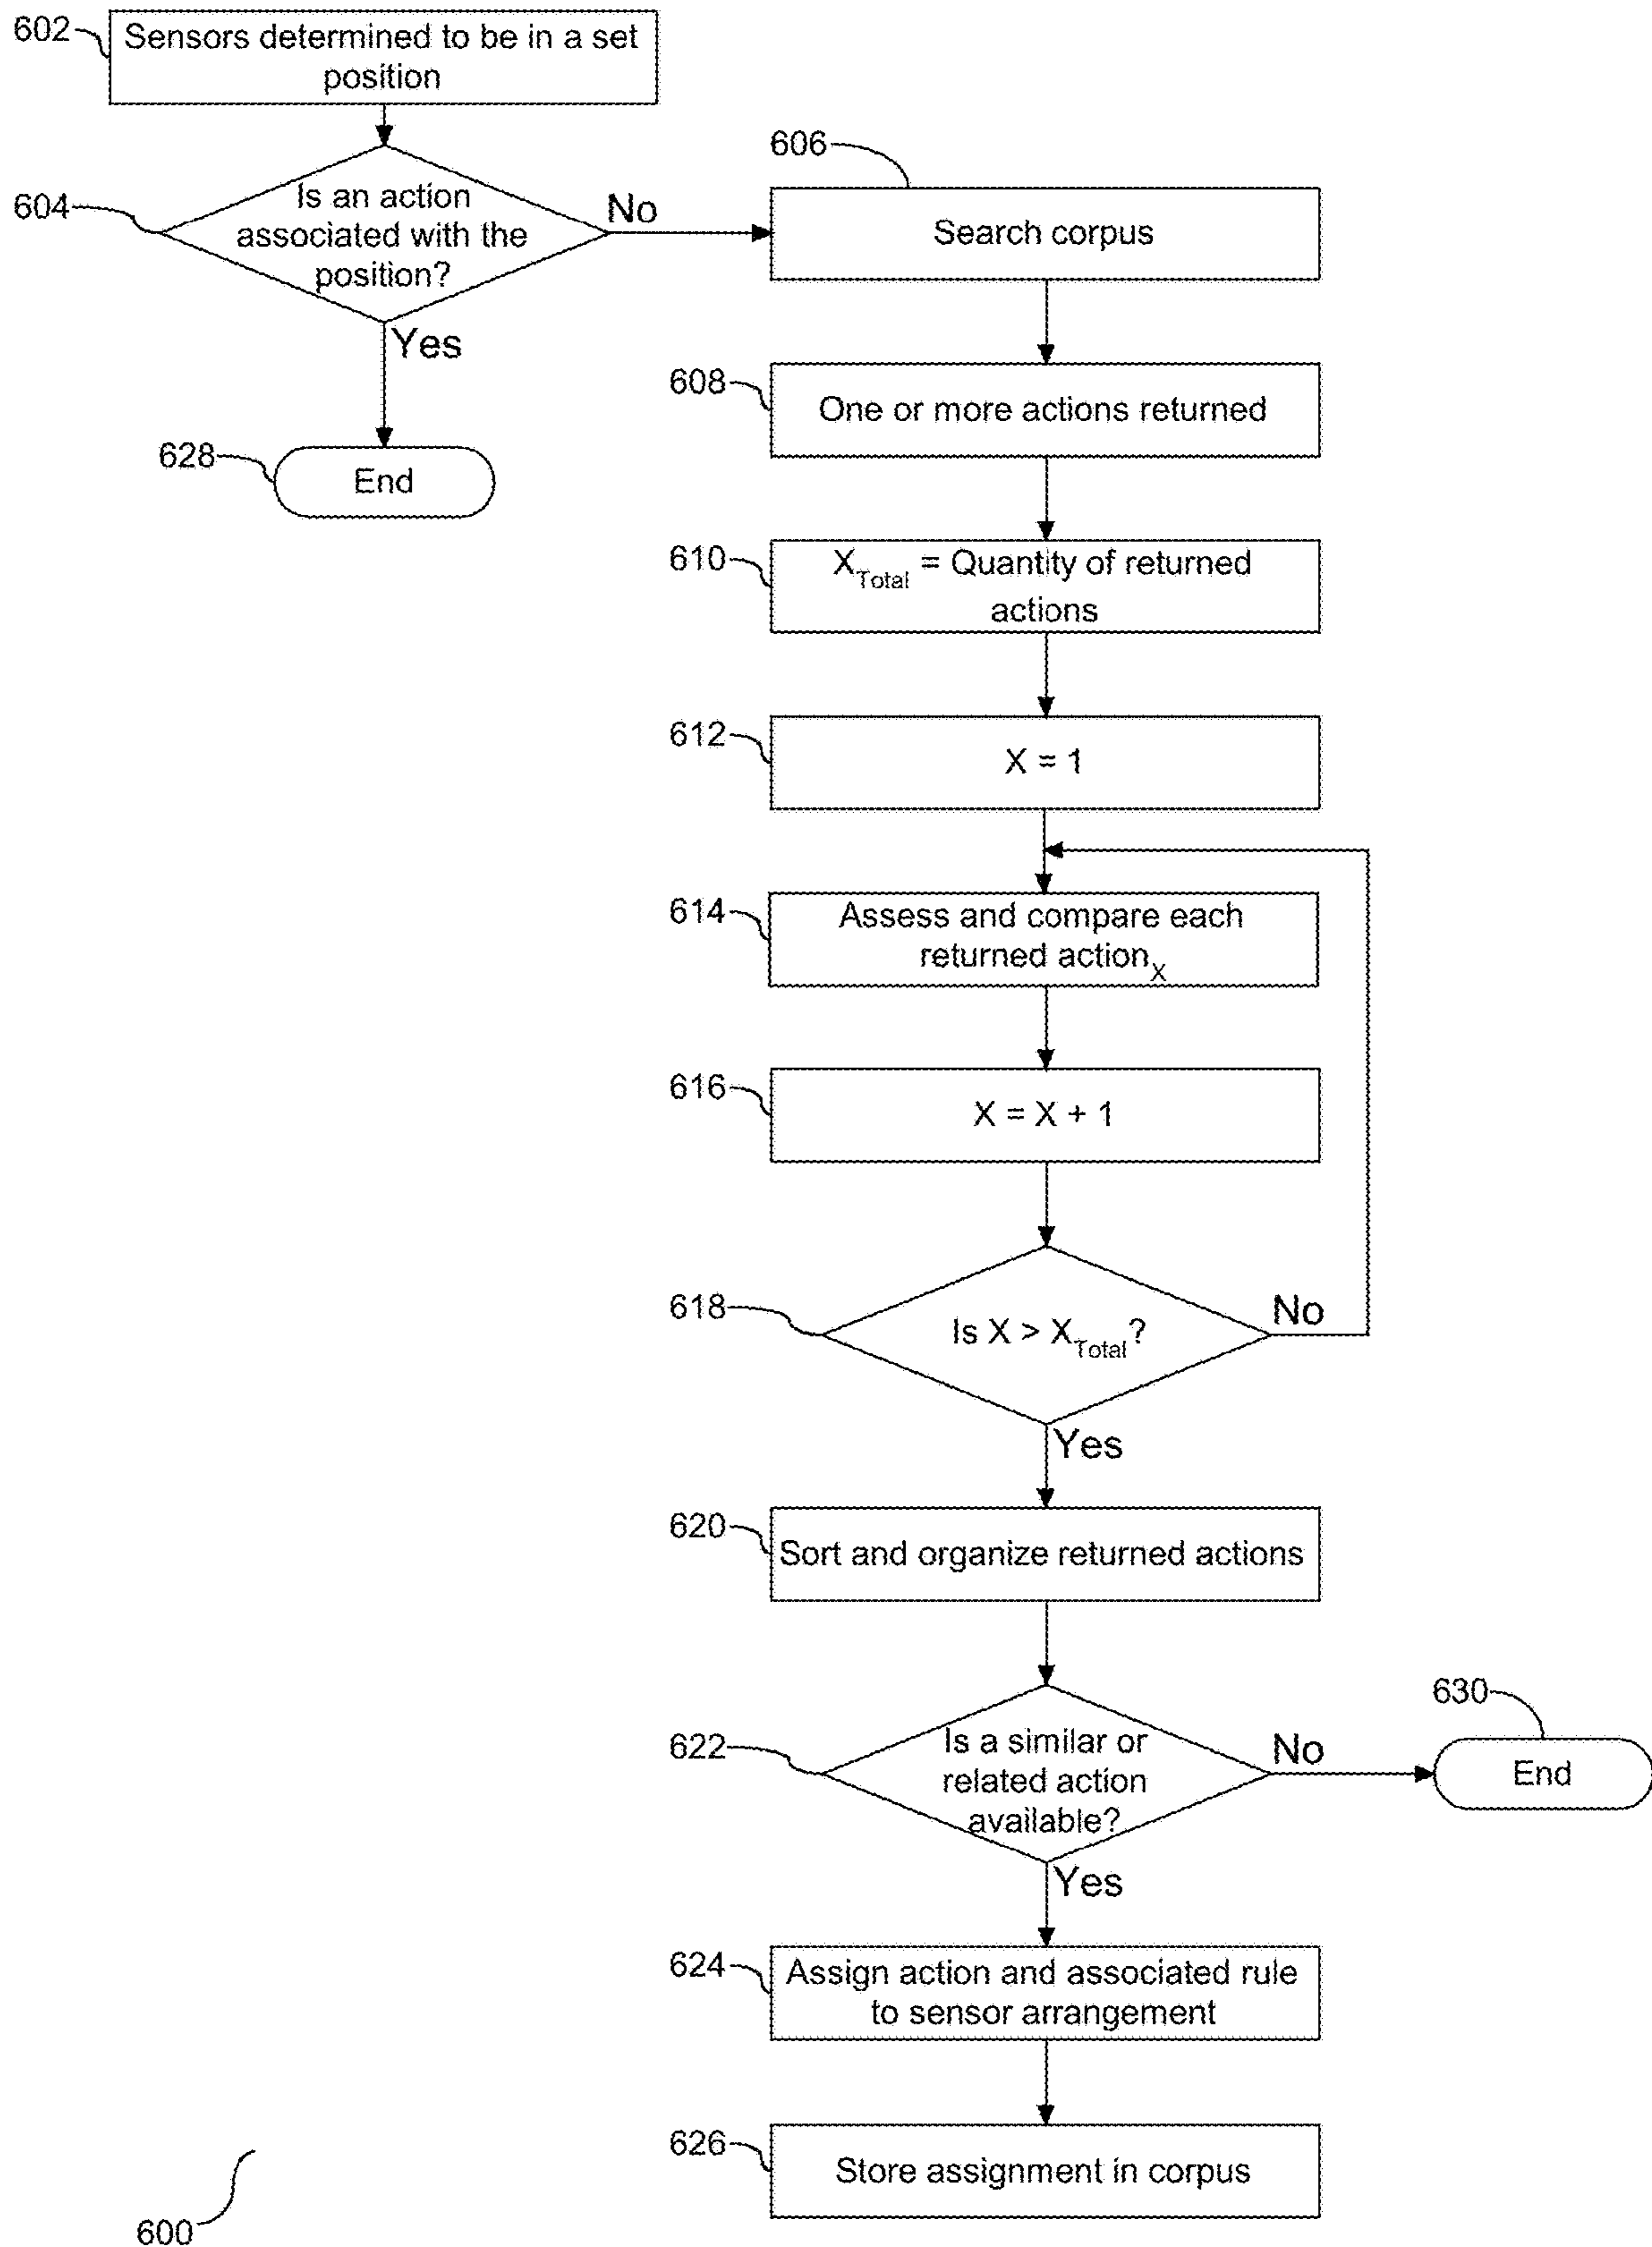 602
Sensors determined to be in a set
position
604
Is an action
associated with the
position?
No
Yes
628
End
606
Search corpus
608
One or more actions returned
610
X_Total = Quantity of returned
actions
612
X = 1
614
Assess and compare each
returned action_X
616
X = X + 1
618
Is X > X_Total?
No
Yes
620
Sort and organize returned actions
622
Is a similar or
related action
available?
No
630
End
Yes
624
Assign action and associated rule
to sensor arrangement
626
Store assignment in corpus
600